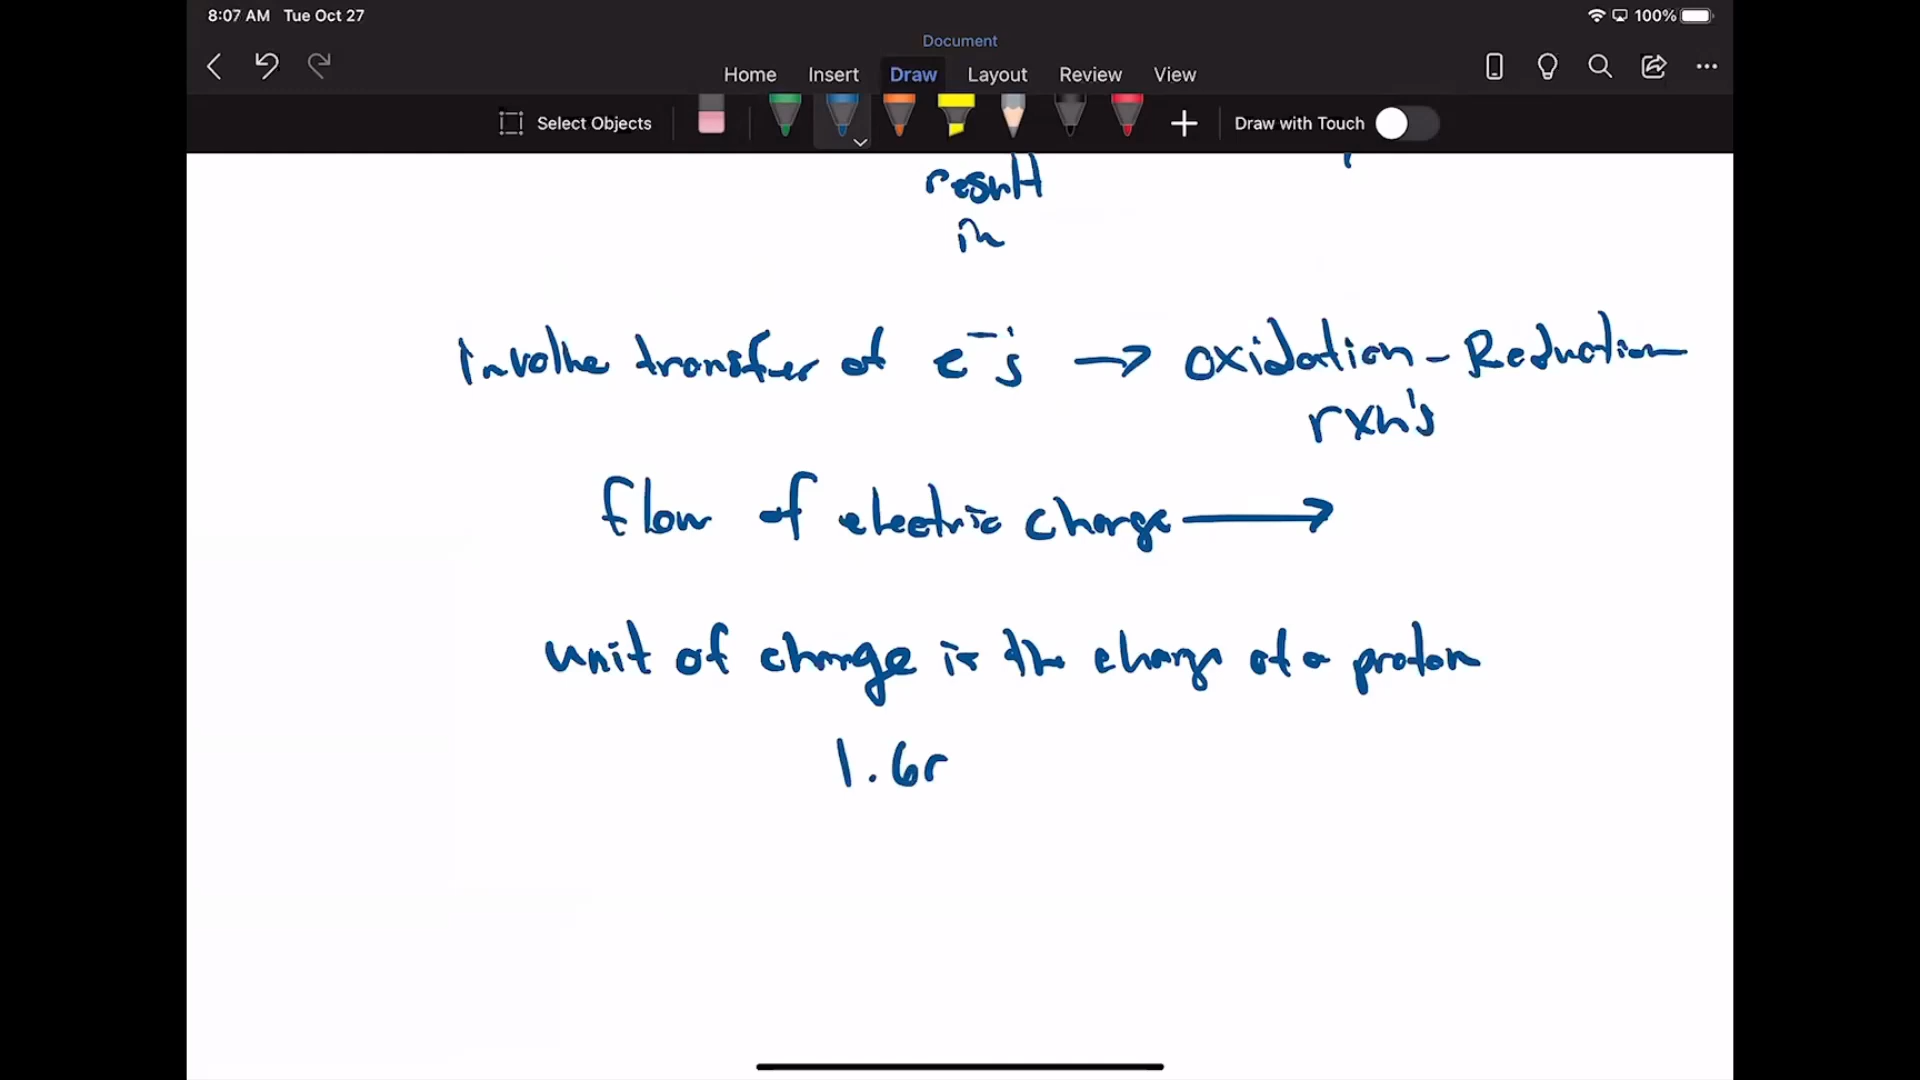 8:07 AM Tue Oct 27 100%
Document
Home Insert Draw Layout Review View
Select Objects Draw with Touch
result
in
Involve transfer of e⁻'s → oxidation - Reduction
rxn's
flow of electric charge →
unit of charge is the charge of a proton
1.6r